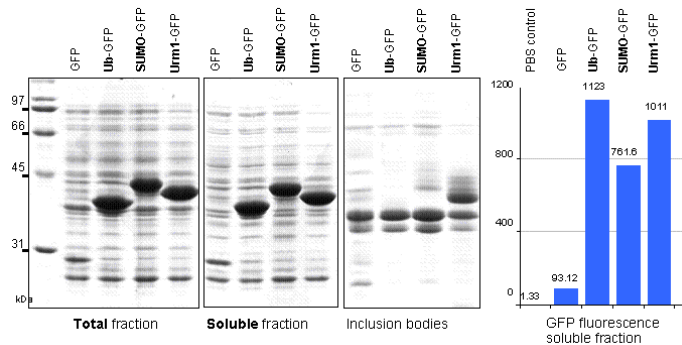 GFP
Ub-GFP
SUMO-GFP
Urm1-GFP
GFP
Ub-GFP
SUMO-GFP
Urm1-GFP
GFP
Ub-GFP
SUMO-GFP
Urm1-GFP
97
66
45
31
kDa
Total fraction
Soluble fraction
Inclusion bodies
PBS control
GFP
Ub-GFP
SUMO-GFP
Urm1-GFP
1200
800
400
0
1.33
93.12
1123
761.6
1011
GFP fluorescence
soluble fraction